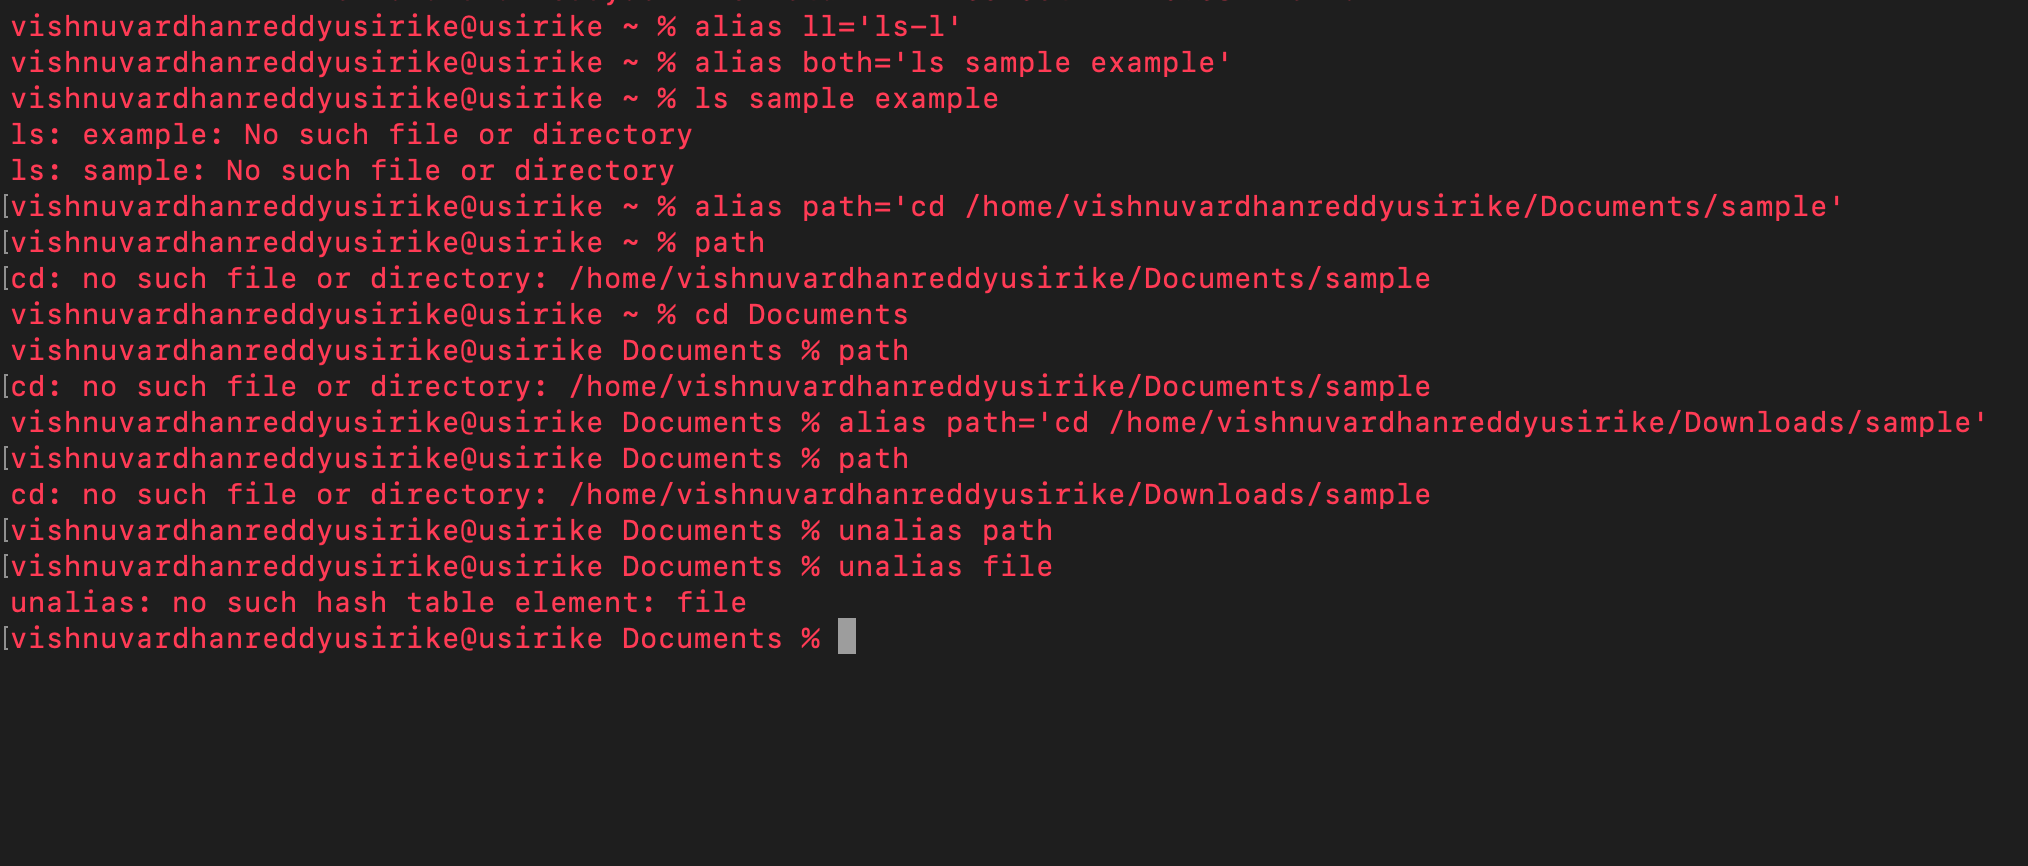 vishnuvardhanreddyusirike@usirike ~ % alias ll='ls-l'
vishnuvardhanreddyusirike@usirike ~ % alias both='ls sample example'
vishnuvardhanreddyusirike@usirike ~ % ls sample example
ls: example: No such file or directory
ls: sample: No such file or directory
[vishnuvardhanreddyusirike@usirike ~ % alias path='cd /home/vishnuvardhanreddyusirike/Documents/sample'
[vishnuvardhanreddyusirike@usirike ~ % path
[cd: no such file or directory: /home/vishnuvardhanreddyusirike/Documents/sample
vishnuvardhanreddyusirike@usirike ~ % cd Documents
vishnuvardhanreddyusirike@usirike Documents % path
[cd: no such file or directory: /home/vishnuvardhanreddyusirike/Documents/sample
vishnuvardhanreddyusirike@usirike Documents % alias path='cd /home/vishnuvardhanreddyusirike/Downloads/sample'
[vishnuvardhanreddyusirike@usirike Documents % path
cd: no such file or directory: /home/vishnuvardhanreddyusirike/Downloads/sample
[vishnuvardhanreddyusirike@usirike Documents % unalias path
[vishnuvardhanreddyusirike@usirike Documents % unalias file
unalias: no such hash table element: file
[vishnuvardhanreddyusirike@usirike Documents %